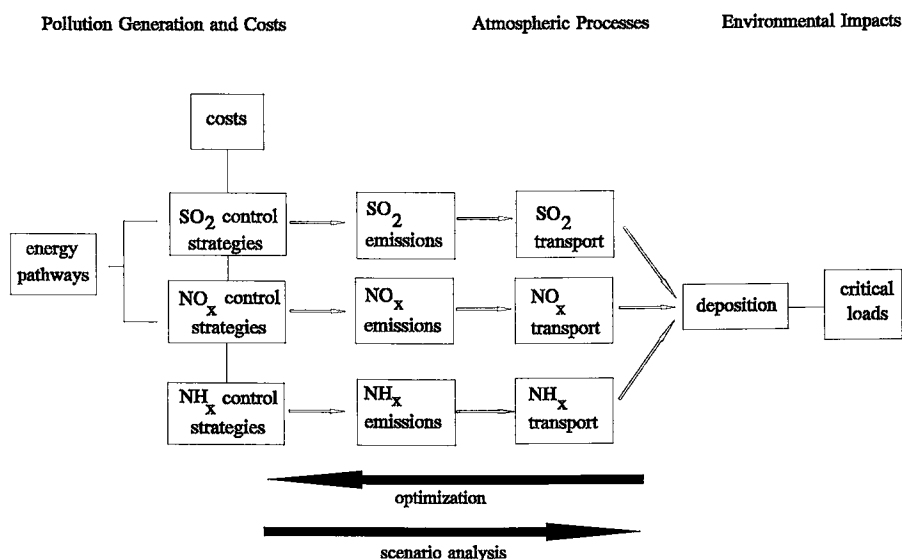 Pollution Generation and Costs
Atmospheric Processes
Environmental Impacts
costs
energy
pathways
SO2 control
strategies
SO2
emissions
SO2
transport
NOx control
strategies
NOx
emissions
NOx
transport
deposition
critical
loads
NHx control
strategies
NHx
emissions
NHx
transport
optimization
scenario analysis